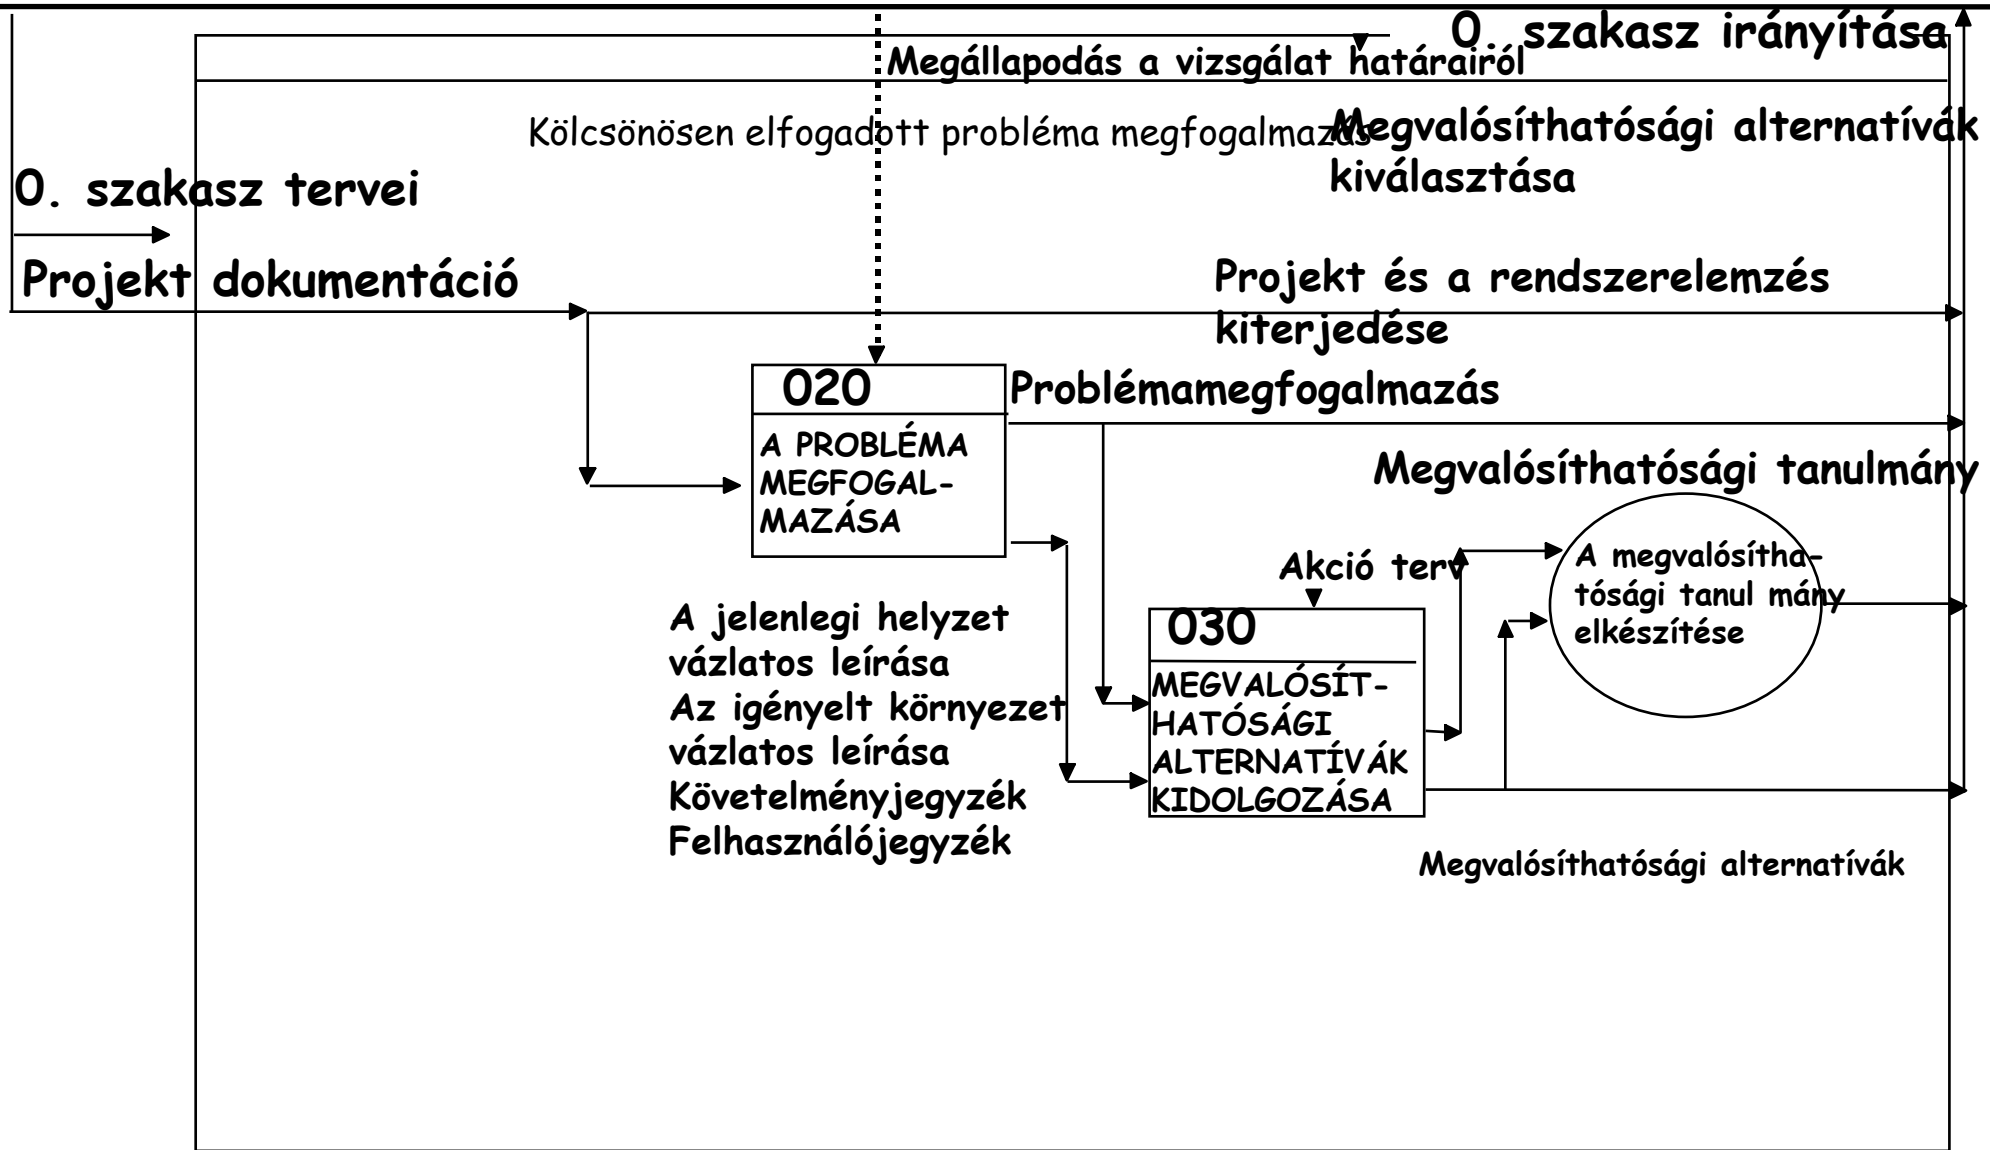 0. szakasz irányítása
Megállapodás a vizsgálat határairól
Kölcsönösen elfogadott probléma megfogalmazás
Megvalósíthatósági alternatívák
kiválasztása
0. szakasz tervei
Projekt dokumentáció
Projekt és a rendszerelemzés
kiterjedése
020
Problémamegfogalmazás
A PROBLÉMA
MEGFOGAL-
MAZÁSA
Megvalósíthatósági tanulmány
A megvalósítha-
tósági tanul mány
elkészítése
Akció terv
A jelenlegi helyzet
vázlatos leírása
Az igényelt környezet
vázlatos leírása
Követelményjegyzék
Felhasználójegyzék
030
MEGVALÓSÍT-
HATÓSÁGI
ALTERNATÍVÁK
KIDOLGOZÁSA
Megvalósíthatósági alternatívák